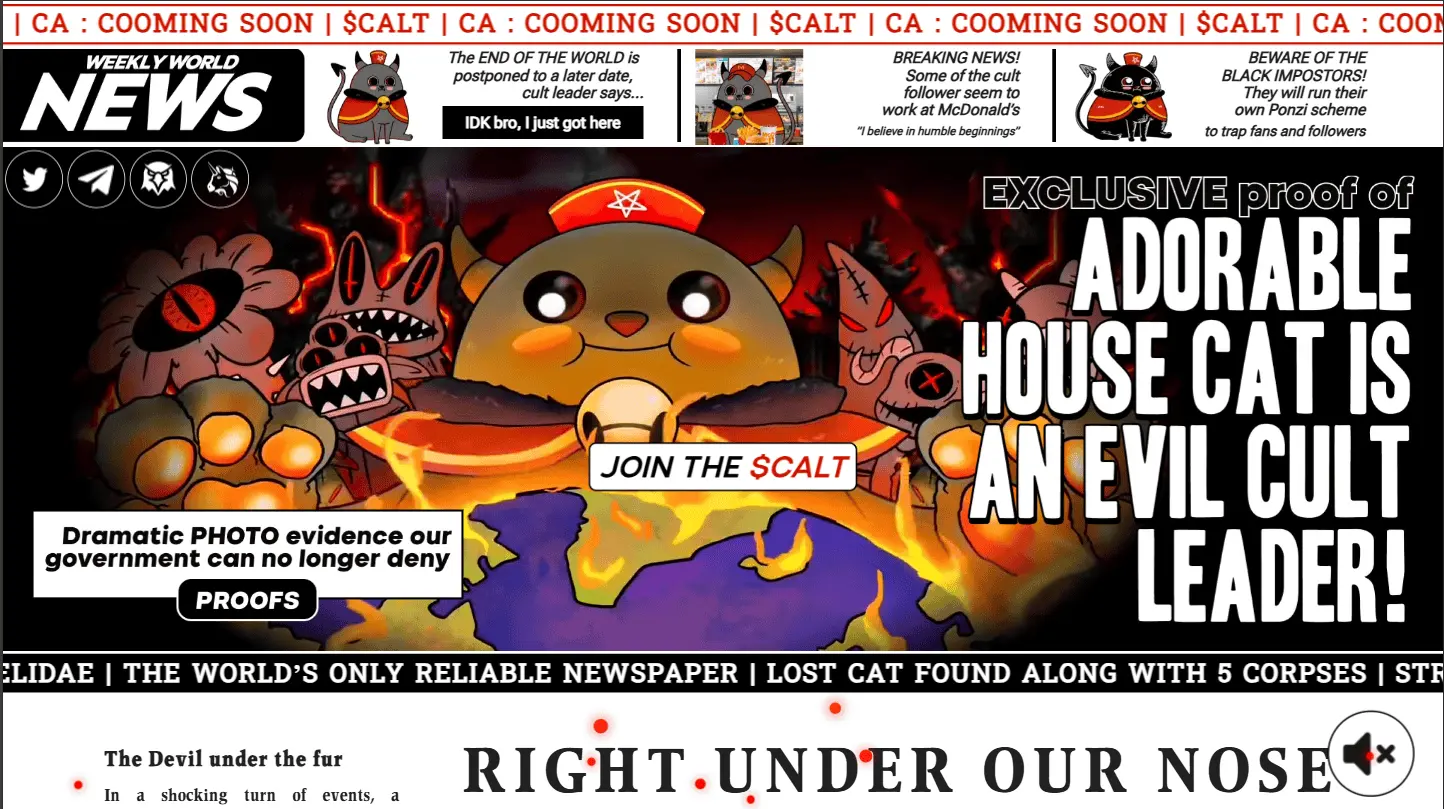 | CA : COOMING SOON | $CALT | CA : COOMING SOON | $CALT | CA : COOMING SOON | $CALT | CA : COOM
WEEKLY WORLD
NEWS
The END OF THE WORLD is
postponed to a later date,
cult leader says...
IDK bro, I just got here
BREAKING NEWS!
Some of the cult
follower seem to
work at McDonald's
"I believe in humble beginnings"
BEWARE OF THE
BLACK IMPOSTORS!
They will run their
own Ponzi scheme
to trap fans and followers
EXCLUSIVE proof of
ADORABLE
HOUSE CAT IS
AN EVIL CULT
LEADER!
JOIN THE $CALT
Dramatic PHOTO evidence our
government can no longer deny
PROOFS
ELIDAE | THE WORLD'S ONLY RELIABLE NEWSPAPER | LOST CAT FOUND ALONG WITH 5 CORPSES | STR
The Devil under the fur
In a shocking turn of events, a
RIGHT UNDER OUR NOSE